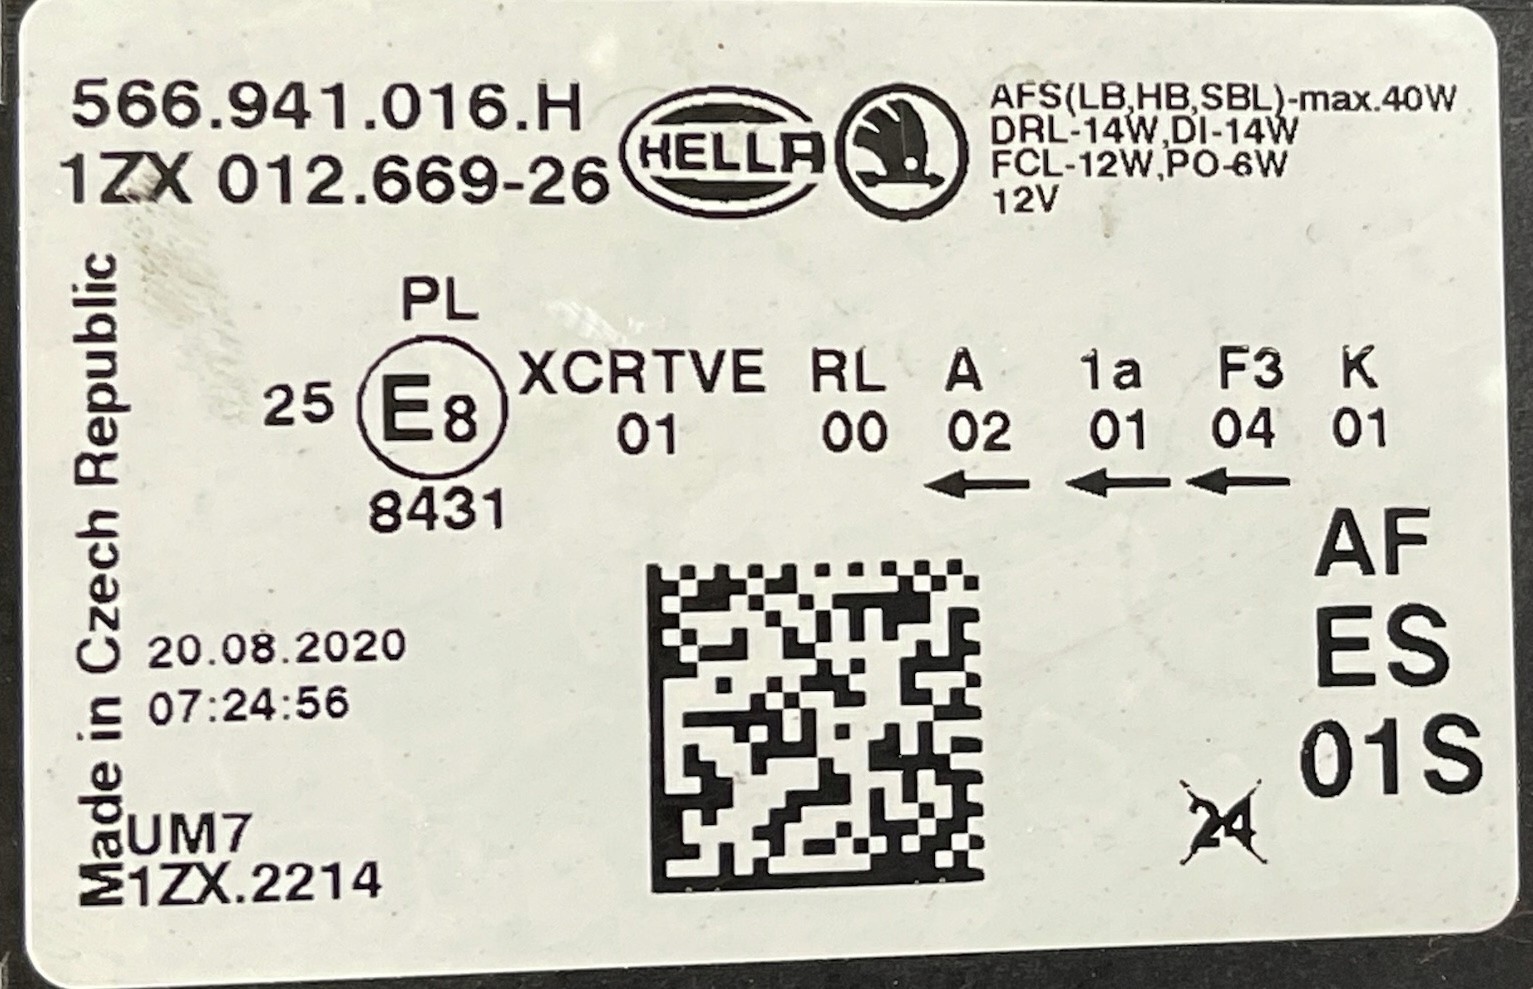 566.941.016.H
1ZX 012.669-26
HELLA
AFS(LB,HB,SBL)-max.40W
DRL-14W,DI-14W
FCL-12W,PO-6W
12V
Made in Czech Republic
PL
25 E8 XCRTVE RL A 1a F3 K
01 00 02 01 04 01
8431
AF
ES
01S
20.08.2020
07:24:56
24
UM7
1ZX.2214